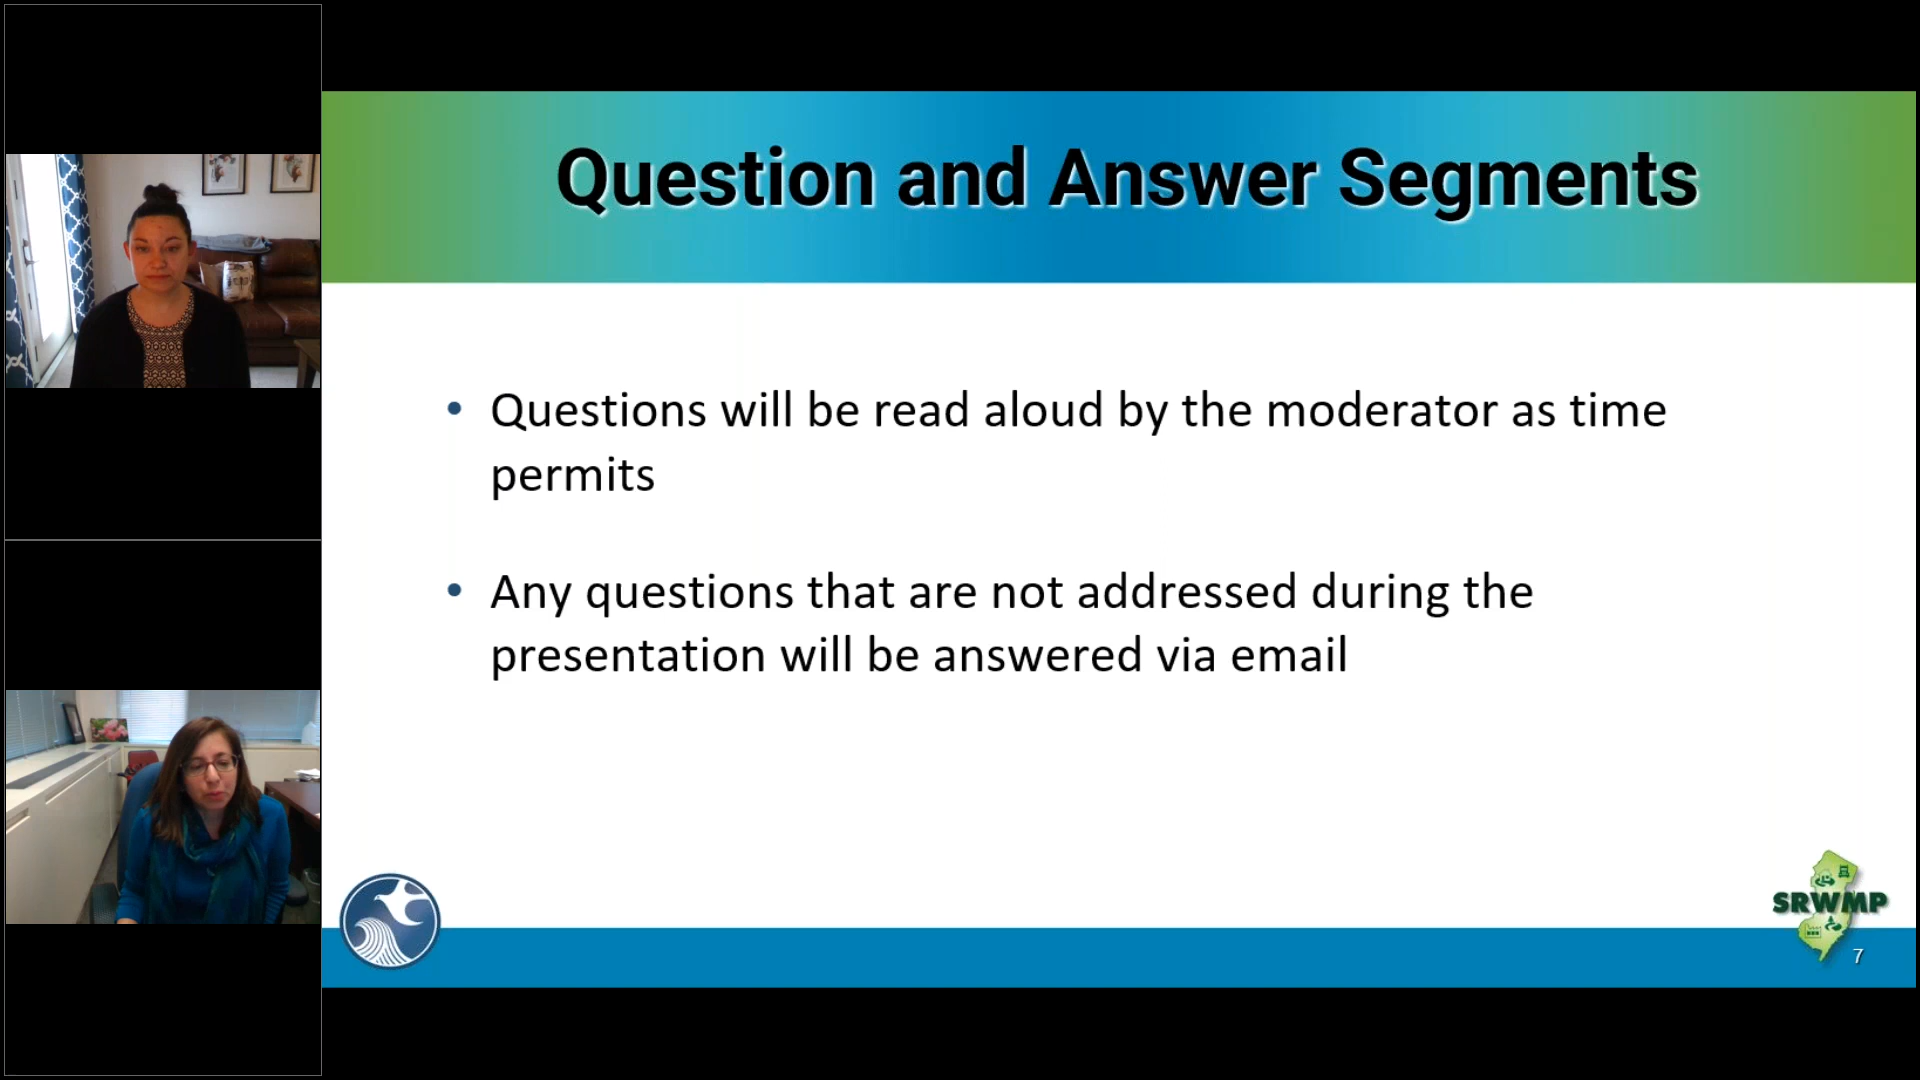 Question and Answer Segments
• Questions will be read aloud by the moderator as time
permits
• Any questions that are not addressed during the
presentation will be answered via email
SRWMP
7